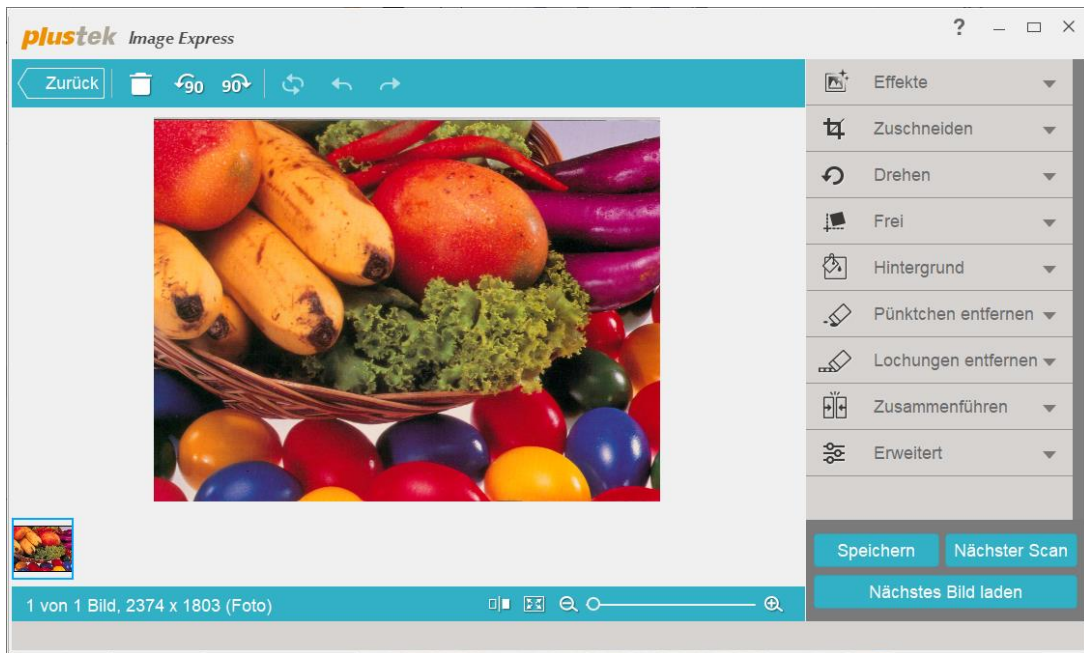 plustek Image Express
?
Zurück
90 90
Effekte
Zuschneiden
Drehen
Frei
Hintergrund
Pünktchen entfernen
Lochungen entfernen
Zusammenführen
Erweitert
Speichern
Nächster Scan
Nächstes Bild laden
1 von 1 Bild, 2374 x 1803 (Foto)